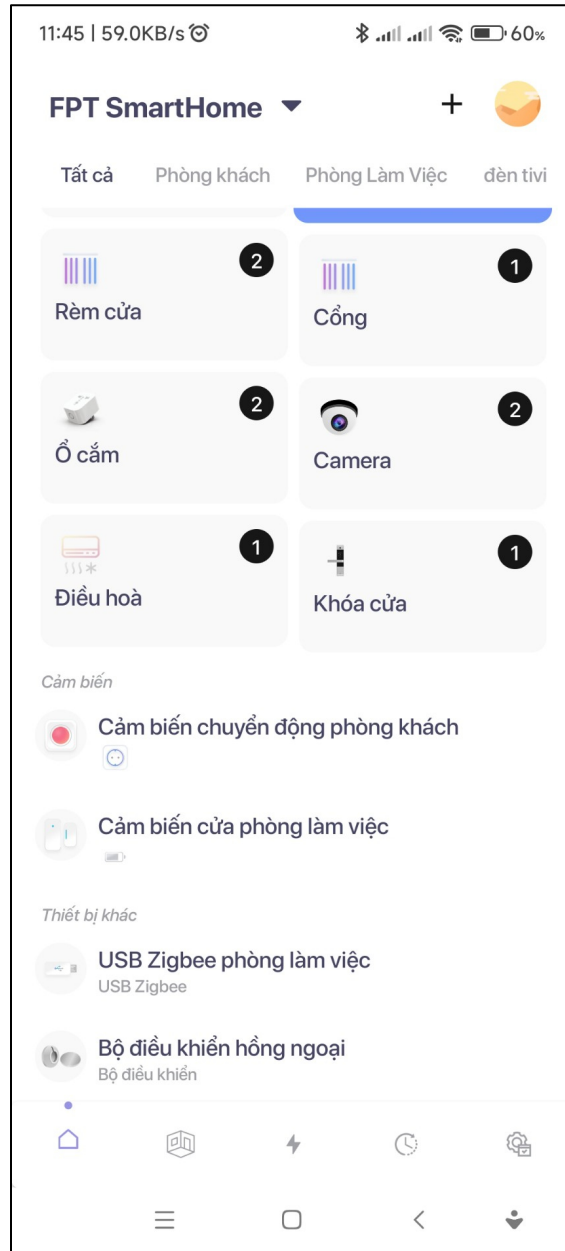 11:45 | 59.0KB/s 60%
FPT SmartHome
Tất cả Phòng khách Phòng Làm Việc đèn tivi
2 1
Rèm cửa Cổng
2 2
Ổ cắm Camera
1 1
Điều hoà Khóa cửa
Cảm biến
Cảm biến chuyển động phòng khách
Cảm biến cửa phòng làm việc
Thiết bị khác
USB Zigbee phòng làm việc
USB Zigbee
Bộ điều khiển hồng ngoại
Bộ điều khiển